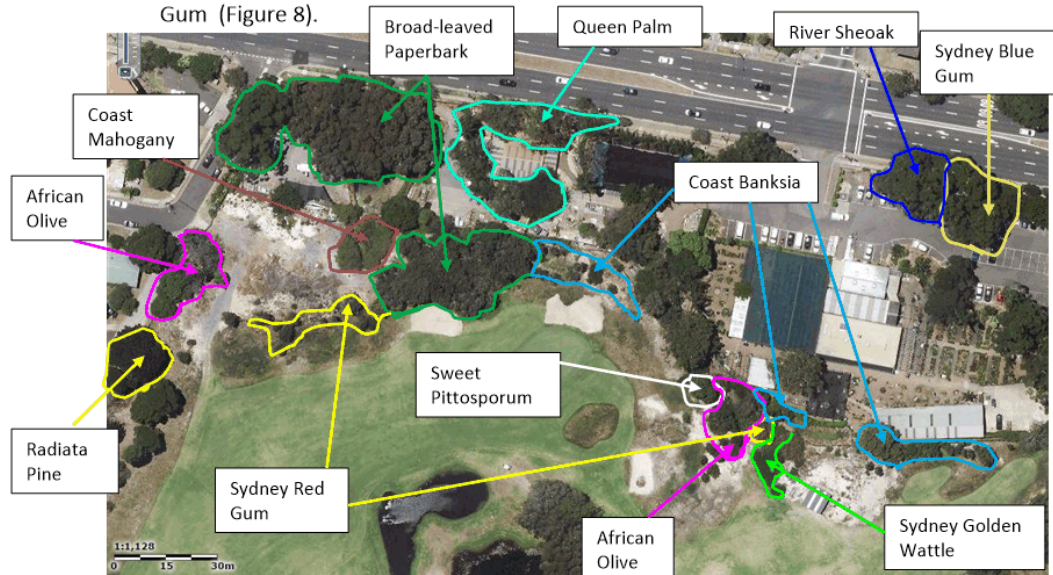 Gum (Figure 8).
Broad-leaved
Paperbark
Queen Palm
River Sheoak
Sydney Blue
Gum
Coast
Mahogany
African
Olive
Coast Banksia
Sweet
Pittosporum
Radiata
Pine
Sydney Red
Gum
African
Olive
Sydney Golden
Wattle
1:1,128
0 15 30m